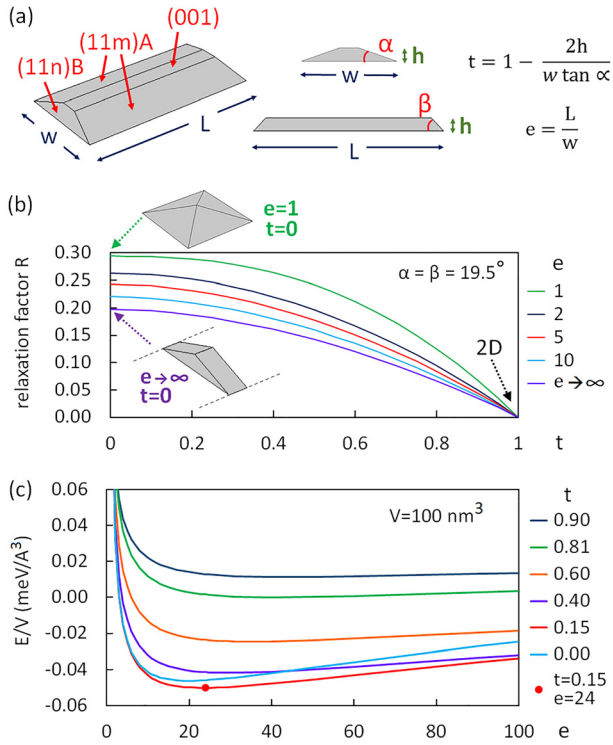 (a)
(001)
(11m)A
(11n)B
w
L
α
h
w
β
h
L
t = 1 − 2h / w tan ∝
e = L / w
(b)
e=1
t=0
relaxation factor R
0.30
0.25
0.20
0.15
0.10
0.05
0.00
α = β = 19.5°
2D
e→∞
t=0
0 0.2 0.4 0.6 0.8 1
t
e
1
2
5
10
e → ∞
(c)
E/V (meV/A³)
0.06
0.04
0.02
0.00
-0.02
-0.04
-0.06
V=100 nm³
0 20 40 60 80 100
e
t
0.90
0.81
0.60
0.40
0.15
0.00
t=0.15
e=24